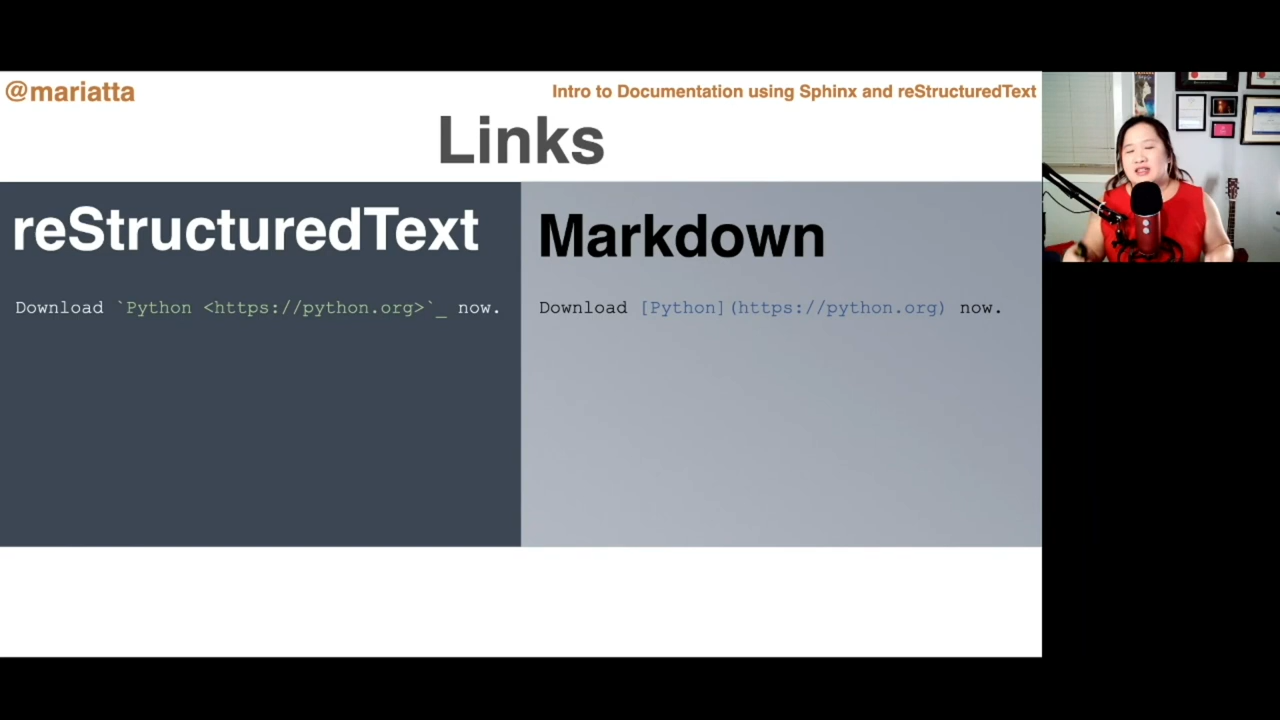 @mariatta
Intro to Documentation using Sphinx and reStructuredText
Links
reStructuredText
Markdown
Download `Python <https://python.org>`_ now.
Download [Python](https://python.org) now.